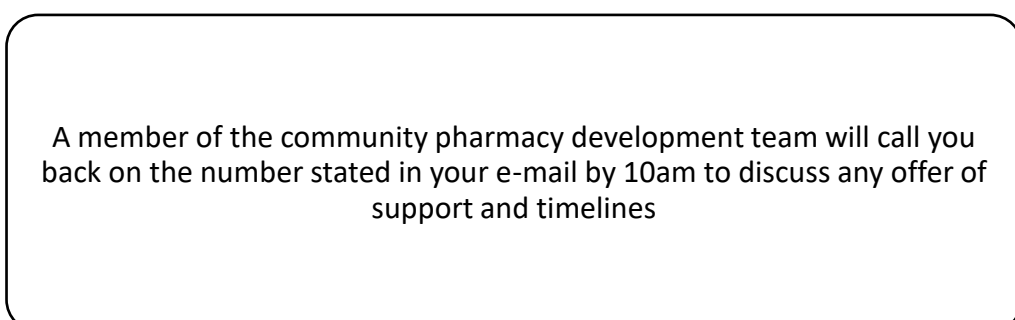 A member of the community pharmacy development team will call you
back on the number stated in your e-mail by 10am to discuss any offer of
support and timelines